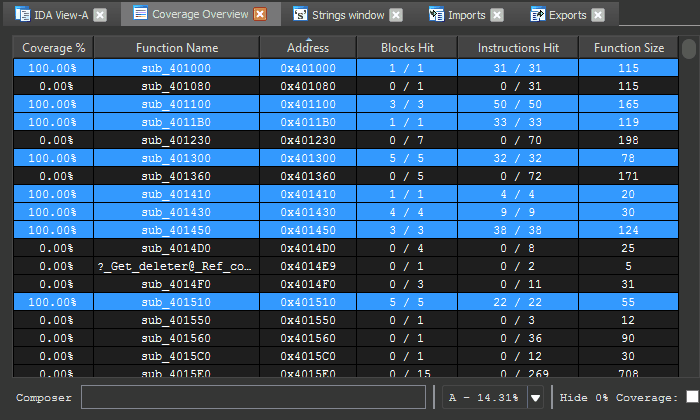 IDA View-A Coverage Overview Strings window Imports Exports
Coverage % Function Name Address Blocks Hit Instructions Hit Function Size
100.00% sub_401000 0x401000 1 / 1 31 / 31 115
0.00% sub_401080 0x401080 0 / 1 0 / 31 115
100.00% sub_401100 0x401100 3 / 3 50 / 50 165
100.00% sub_4011B0 0x4011B0 1 / 1 33 / 33 119
0.00% sub_401230 0x401230 0 / 7 0 / 70 198
100.00% sub_401300 0x401300 5 / 5 32 / 32 78
0.00% sub_401360 0x401360 0 / 5 0 / 72 171
100.00% sub_401410 0x401410 1 / 1 4 / 4 20
100.00% sub_401430 0x401430 4 / 4 9 / 9 30
100.00% sub_401450 0x401450 3 / 3 38 / 38 124
0.00% sub_4014D0 0x4014D0 0 / 4 0 / 8 25
0.00% ?_Get_deleter@_Ref_co... 0x4014E9 0 / 1 0 / 2 5
0.00% sub_4014F0 0x4014F0 0 / 3 0 / 11 31
100.00% sub_401510 0x401510 5 / 5 22 / 22 55
0.00% sub_401550 0x401550 0 / 1 0 / 3 12
0.00% sub_401560 0x401560 0 / 1 0 / 36 90
0.00% sub_4015C0 0x4015C0 0 / 1 0 / 12 30
0.00% sub_4015E0 0x4015E0 0 / 15 0 / 269 708
Composer A - 14.31% Hide 0% Coverage: